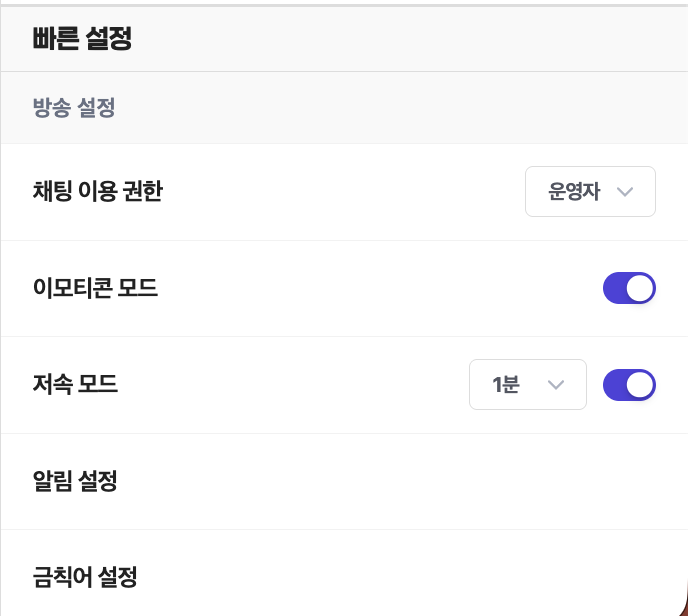 빠른 설정
방송 설정
채팅 이용 권한 운영자
이모티콘 모드
저속 모드 1분
알림 설정
금칙어 설정